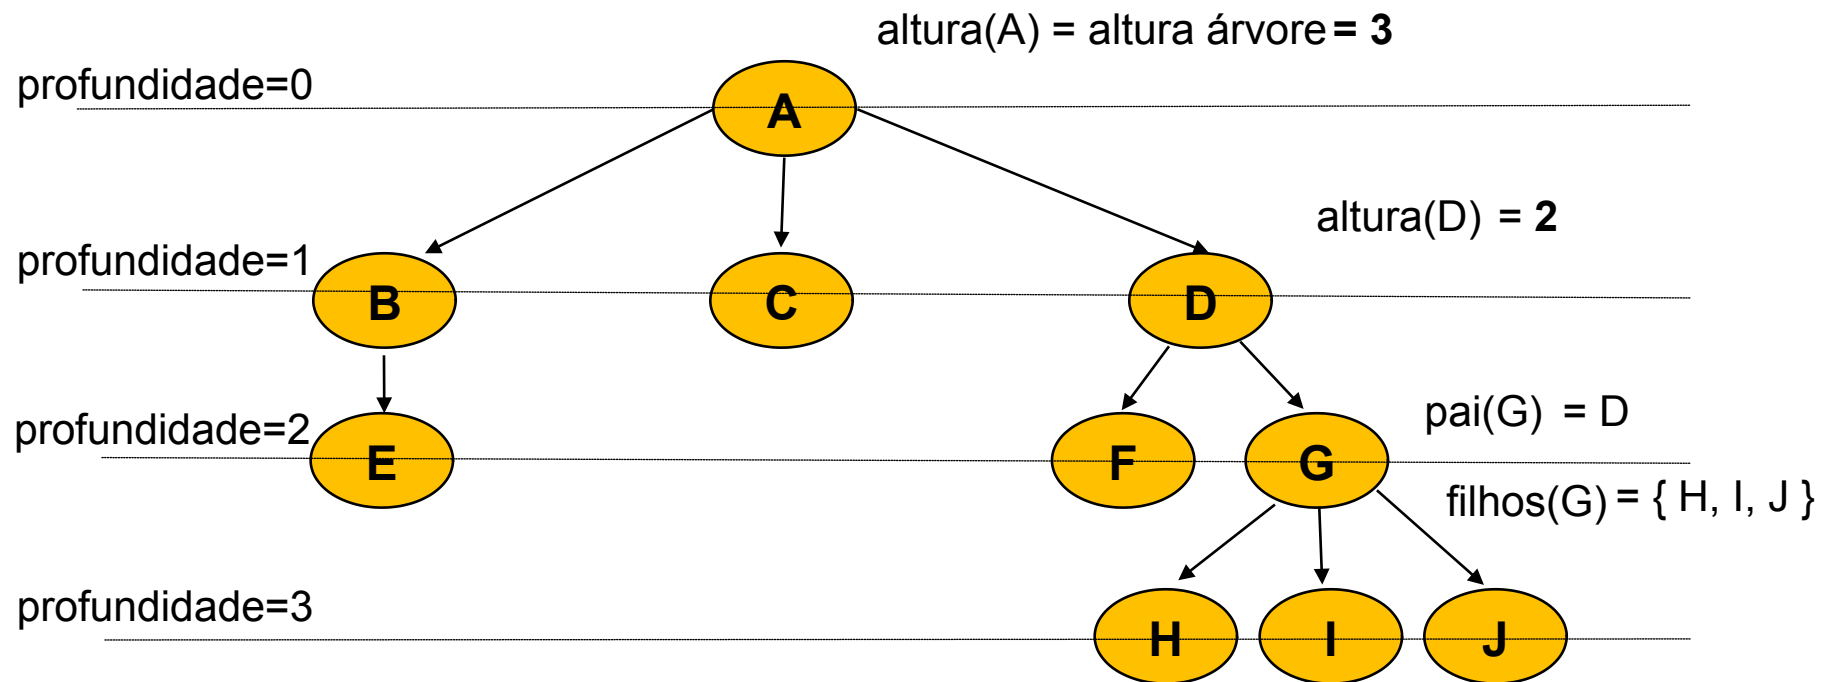 altura(A) = altura árvore = 3
profundidade=0
A
altura(D) = 2
profundidade=1
B
C
D
pai(G) = D
profundidade=2
E
F
G
filhos(G) = { H, I, J }
profundidade=3
H
I
J